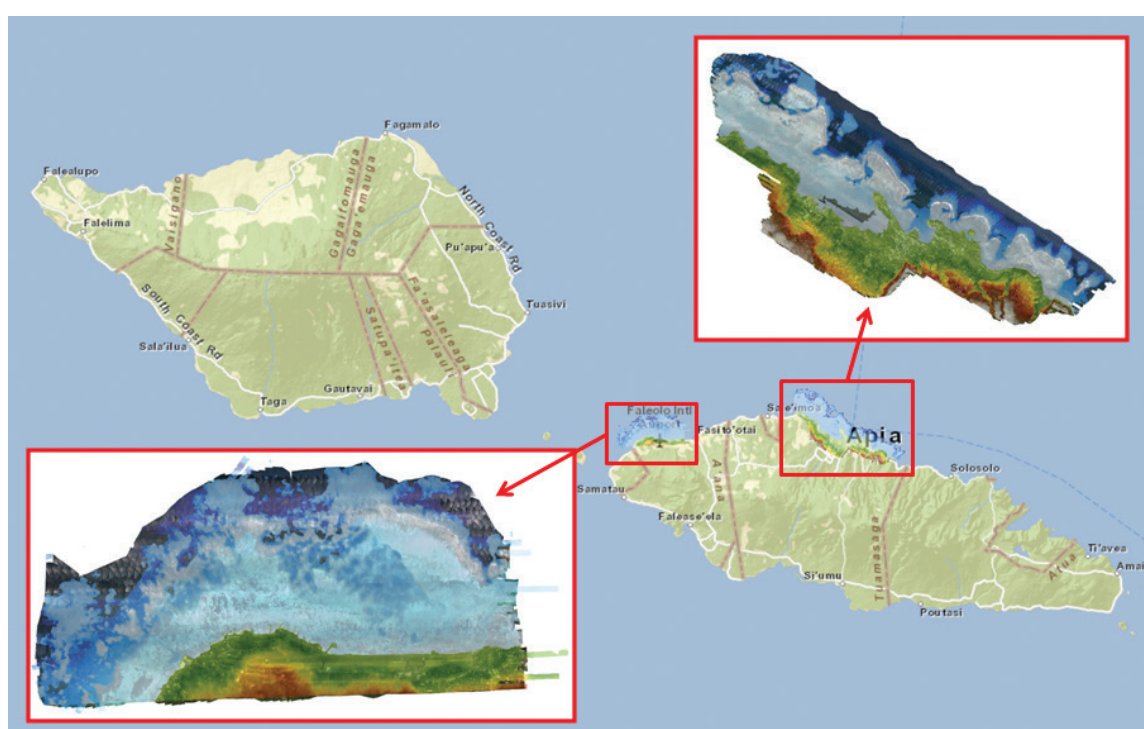 Fagamalo
Falealupo
Falelima
Vaisigano
Gagaifomauga
Gaga'emauga
North Coast Rd
Pu'apu'a
Tuasivi
South Coast Rd
Sala'ilua
Satupa'itea
Fa'asaleleaga
Palauli
Gautavai
Taga
Faleolo Intl
Airport
Sale'imoa
Fasito'otai
Apia
Solosolo
A'ana
Samatau
Falease'ela
Tuamasaga
Si'umu
Poutasi
Atua
Ti'avea
Amai